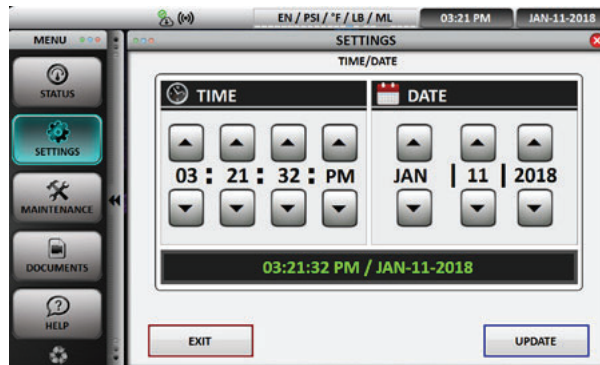 EN / PSI / °F / LB / ML 03:21 PM JAN-11-2018
MENU
SETTINGS
TIME/DATE
STATUS
SETTINGS
MAINTENANCE
DOCUMENTS
HELP
TIME
DATE
03 : 21 : 32 : PM
JAN | 11 | 2018
03:21:32 PM / JAN-11-2018
EXIT
UPDATE